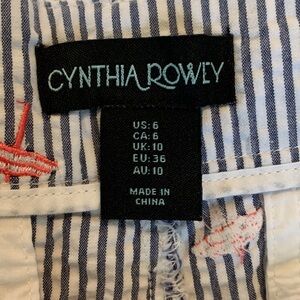 CYNTHIA ROWLEY
US: 6
CA: 6
UK: 10
EU: 36
AU: 10
MADE IN
CHINA